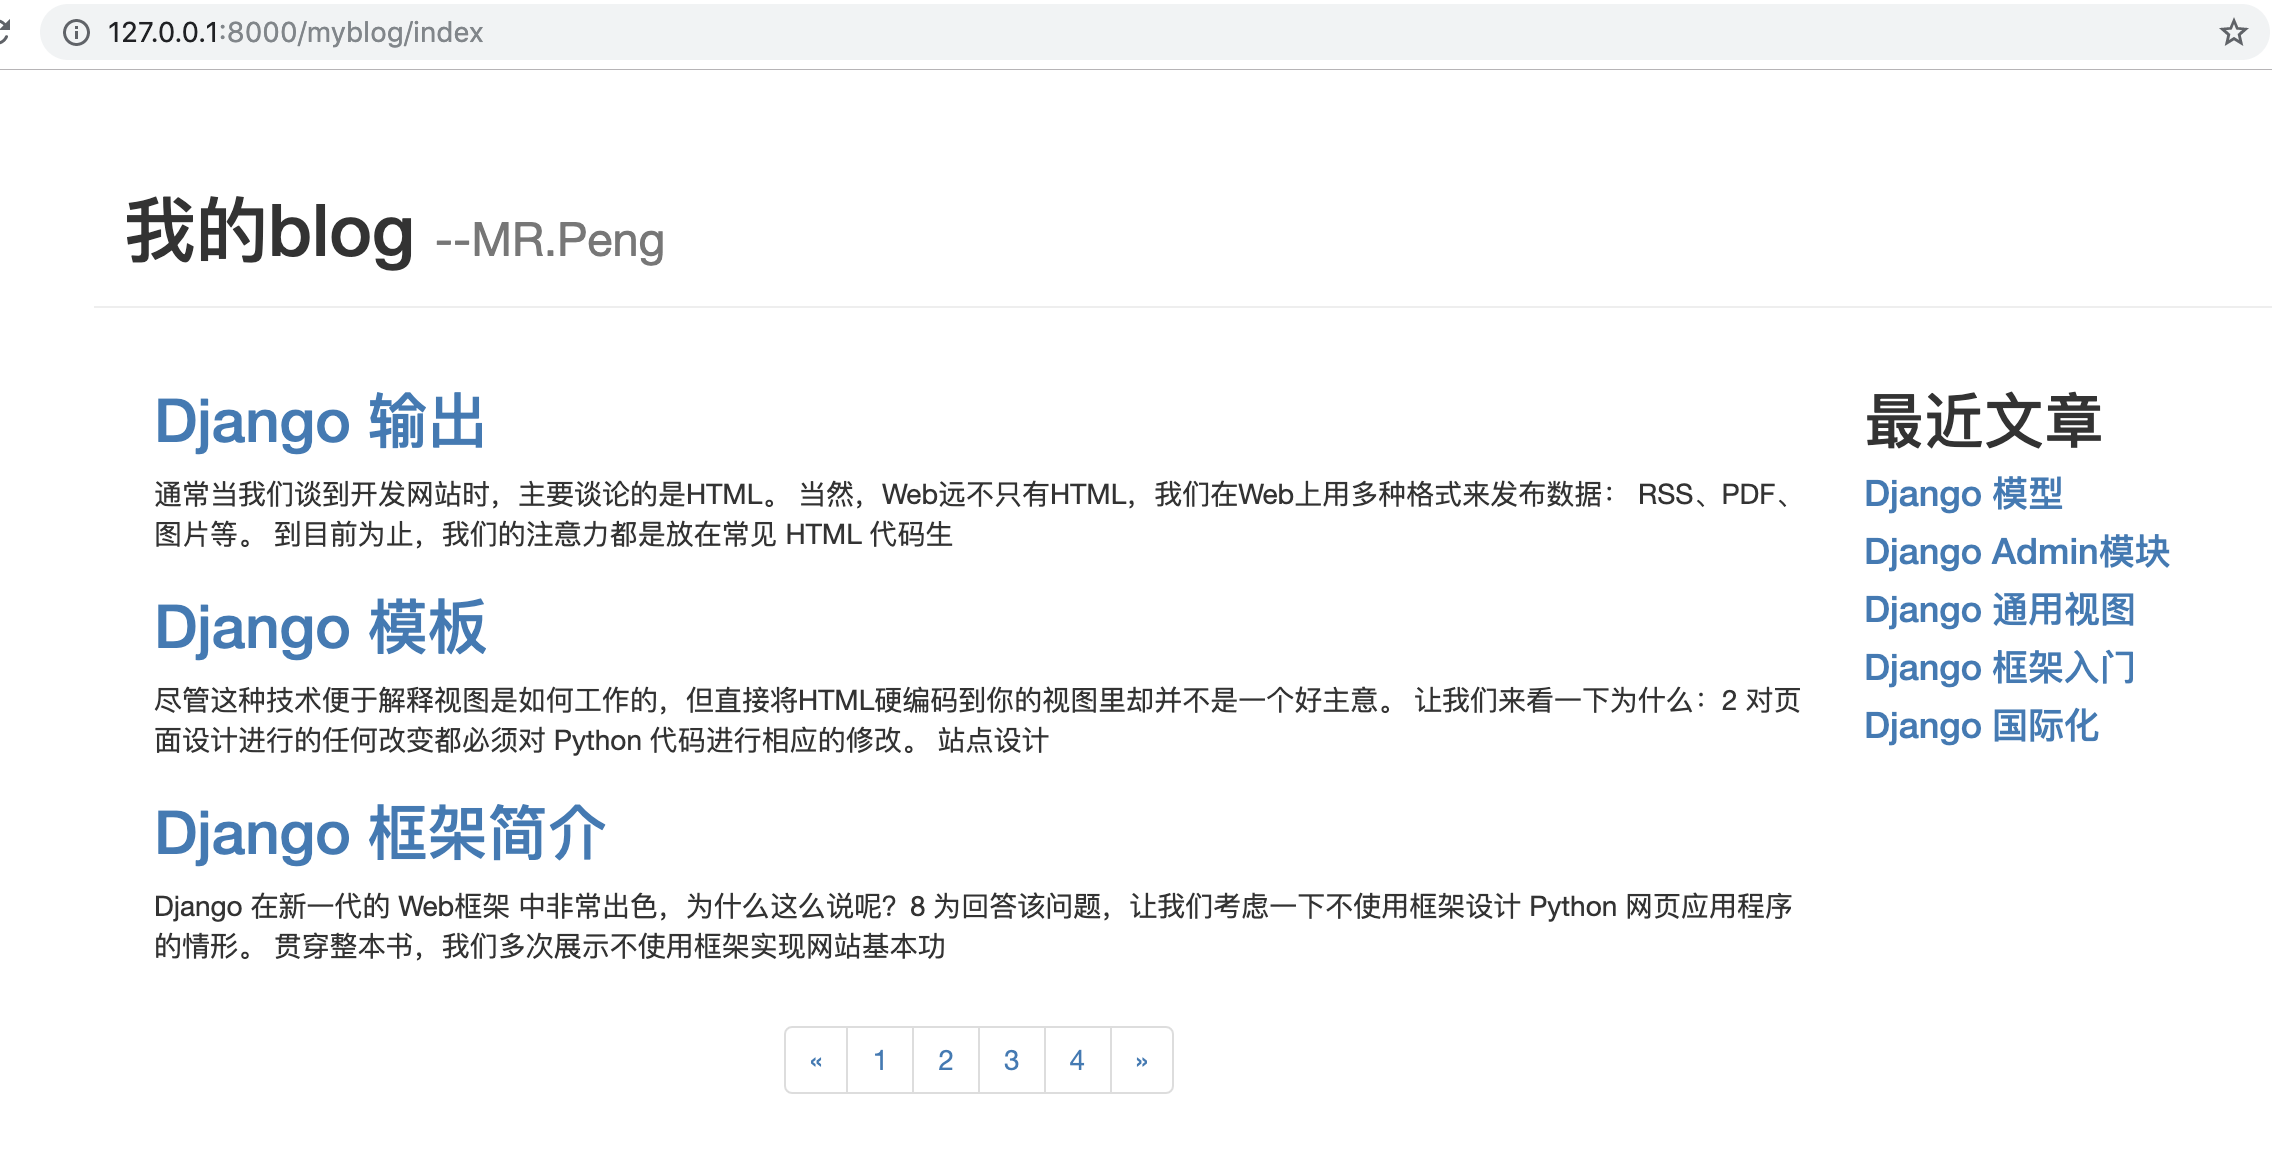 127.0.0.1:8000/myblog/index
我的blog --MR.Peng
Django 输出
通常当我们谈到开发网站时，主要谈论的是HTML。 当然，Web远不只有HTML，我们在Web上用多种格式来发布数据： RSS、PDF、
图片等。 到目前为止，我们的注意力都是放在常见 HTML 代码生
Django 模板
尽管这种技术便于解释视图是如何工作的，但直接将HTML硬编码到你的视图里却并不是一个好主意。 让我们来看一下为什么：2 对页
面设计进行的任何改变都必须对 Python 代码进行相应的修改。 站点设计
Django 框架简介
Django 在新一代的 Web框架 中非常出色，为什么这么说呢？8 为回答该问题，让我们考虑一下不使用框架设计 Python 网页应用程序
的情形。 贯穿整本书，我们多次展示不使用框架实现网站基本功
« 1 2 3 4 »
最近文章
Django 模型
Django Admin模块
Django 通用视图
Django 框架入门
Django 国际化